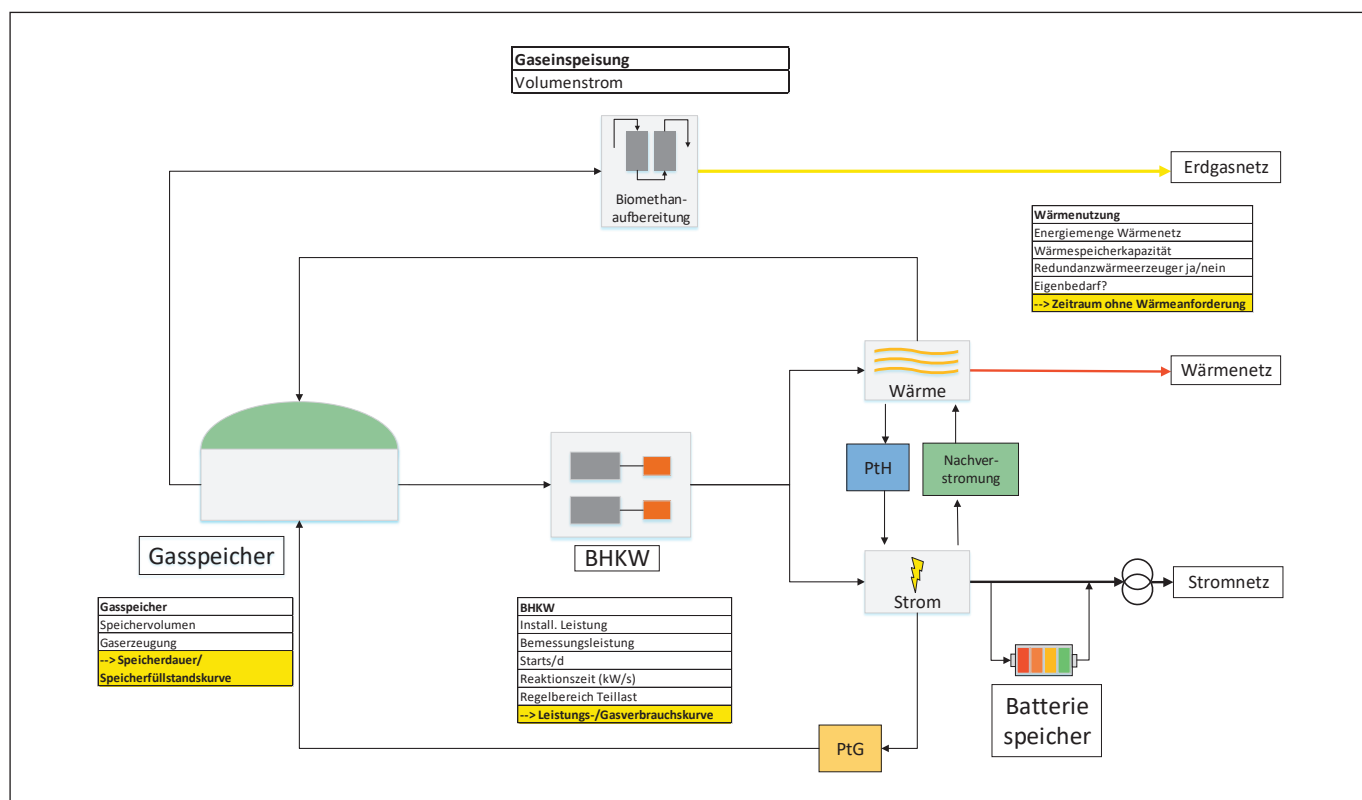 Gaseinspeisung
Volumenstrom
Biomethan-
aufbereitung
Erdgasnetz
Wärmenutzung
Energiemenge Wärmenetz
Wärmespeicherkapazität
Redundanzwärmeerzeuger ja/nein
Eigenbedarf?
--> Zeitraum ohne Wärmeanforderung
Wärme
Wärmenetz
PtH
Nachver-
stromung
Gasspeicher
BHKW
Strom
Stromnetz
Gasspeicher
Speichervolumen
Gaserzeugung
--> Speicherdauer/
Speicherfüllstandskurve
BHKW
Install. Leistung
Bemessungsleistung
Starts/d
Reaktionszeit (kW/s)
Regelbereich Teillast
--> Leistungs-/Gasverbrauchskurve
Batterie
speicher
PtG